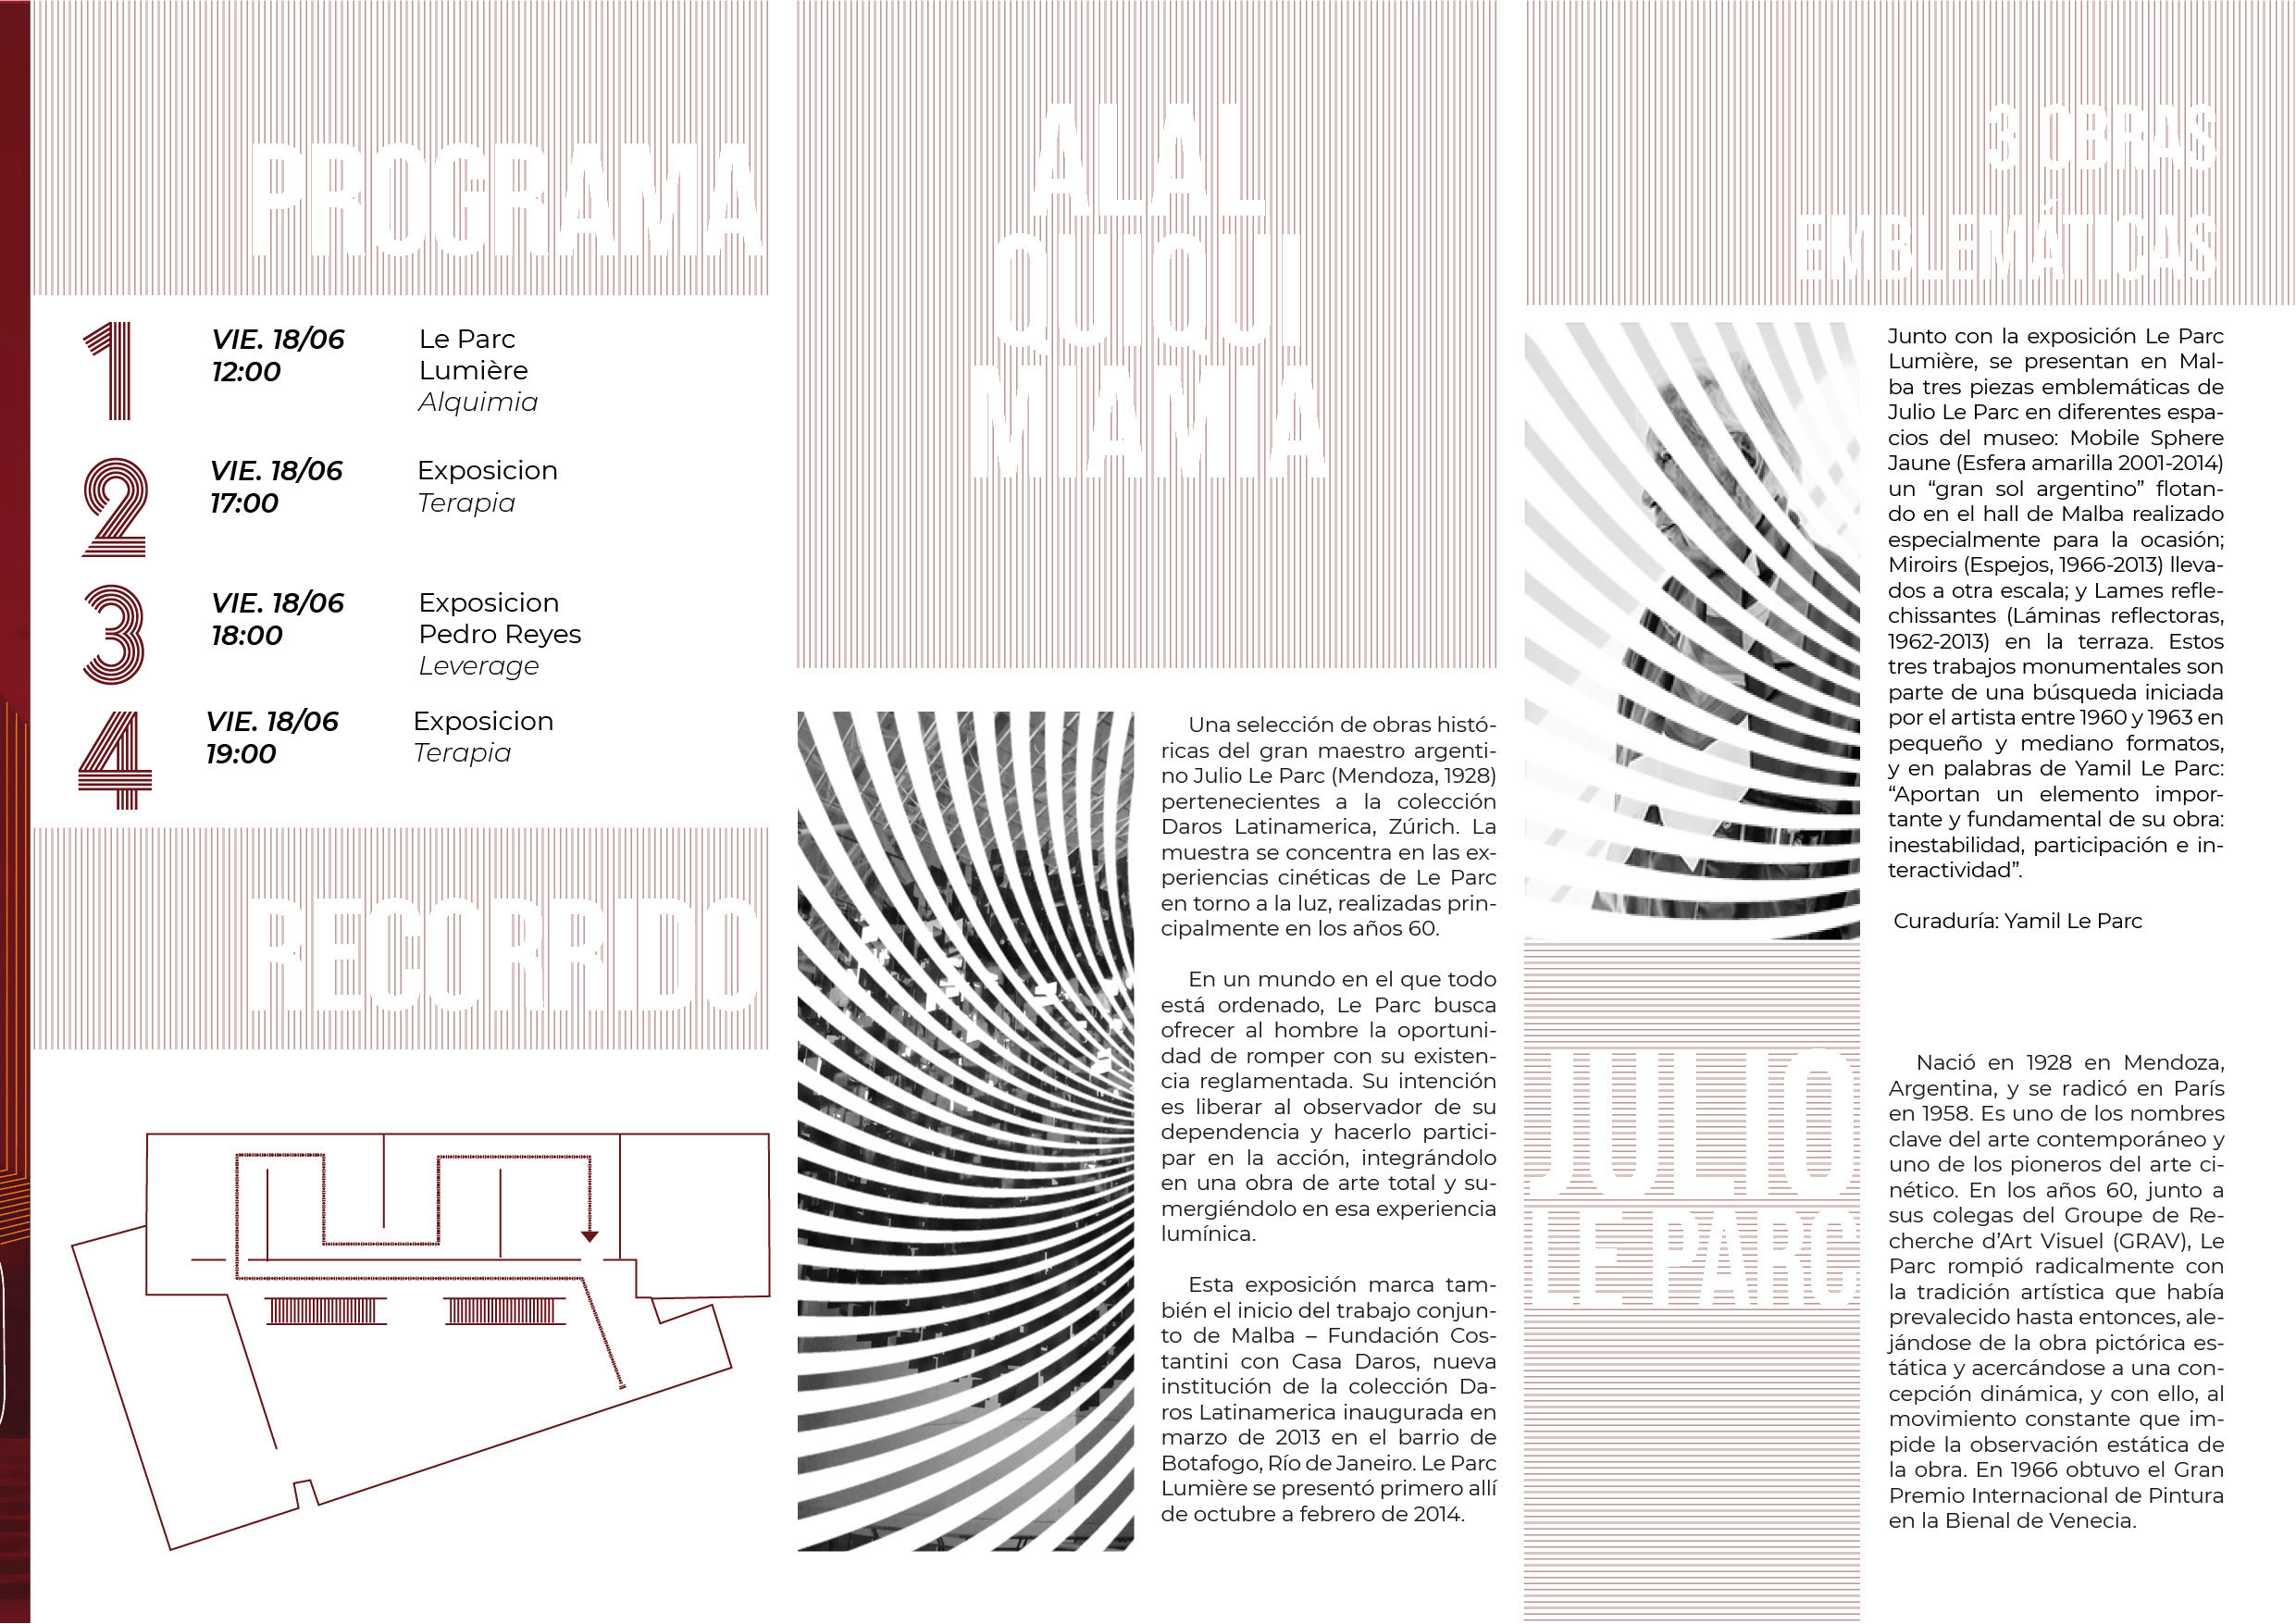 PROGRAMA
1
VIE. 18/06
12:00
Le Parc
Lumière
Alquimia
2
VIE. 18/06
17:00
Exposicion
Terapia
3
VIE. 18/06
18:00
Exposicion
Pedro Reyes
Leverage
4
VIE. 18/06
19:00
Exposicion
Terapia
RECORRIDO
ALAL
QUIQUI
MIAMIA
Una selección de obras histó-
ricas del gran maestro argenti-
no Julio Le Parc (Mendoza, 1928)
pertenecientes a la colección
Daros Latinamerica, Zúrich. La
muestra se concentra en las ex-
periencias cinéticas de Le Parc
en torno a la luz, realizadas prin-
cipalmente en los años 60.
En un mundo en el que todo
está ordenado, Le Parc busca
ofrecer al hombre la oportuni-
dad de romper con su existen-
cia reglamentada. Su intención
es liberar al observador de su
dependencia y hacerlo partici-
par en la acción, integrándolo
en una obra de arte total y su-
mergiéndolo en esa experiencia
lumínica.
Esta exposición marca tam-
bién el inicio del trabajo conjun-
to de Malba – Fundación Cos-
tantini con Casa Daros, nueva
institución de la colección Da-
ros Latinamerica inaugurada en
marzo de 2013 en el barrio de
Botafogo, Río de Janeiro. Le Parc
Lumière se presentó primero allí
de octubre a febrero de 2014.
3 OBRAS
EMBLEMÁTICAS
Junto con la exposición Le Parc
Lumière, se presentan en Mal-
ba tres piezas emblemáticas de
Julio Le Parc en diferentes espa-
cios del museo: Mobile Sphere
Jaune (Esfera amarilla 2001-2014)
un “gran sol argentino” flotan-
do en el hall de Malba realizado
especialmente para la ocasión;
Miroirs (Espejos, 1966-2013) lleva-
dos a otra escala; y Lames refle-
chissantes (Láminas reflectoras,
1962-2013) en la terraza. Estos
tres trabajos monumentales son
parte de una búsqueda iniciada
por el artista entre 1960 y 1963 en
pequeño y mediano formatos,
y en palabras de Yamil Le Parc:
“Aportan un elemento impor-
tante y fundamental de su obra:
inestabilidad, participación e in-
teractividad”.
Curaduría: Yamil Le Parc
JULIO
LE PARC
Nació en 1928 en Mendoza,
Argentina, y se radicó en París
en 1958. Es uno de los nombres
clave del arte contemporáneo y
uno de los pioneros del arte ci-
nético. En los años 60, junto a
sus colegas del Groupe de Re-
cherche d’Art Visuel (GRAV), Le
Parc rompió radicalmente con
la tradición artística que había
prevalecido hasta entonces, ale-
jándose de la obra pictórica es-
tática y acercándose a una con-
cepción dinámica, y con ello, al
movimiento constante que im-
pide la observación estática de
la obra. En 1966 obtuvo el Gran
Premio Internacional de Pintura
en la Bienal de Venecia.